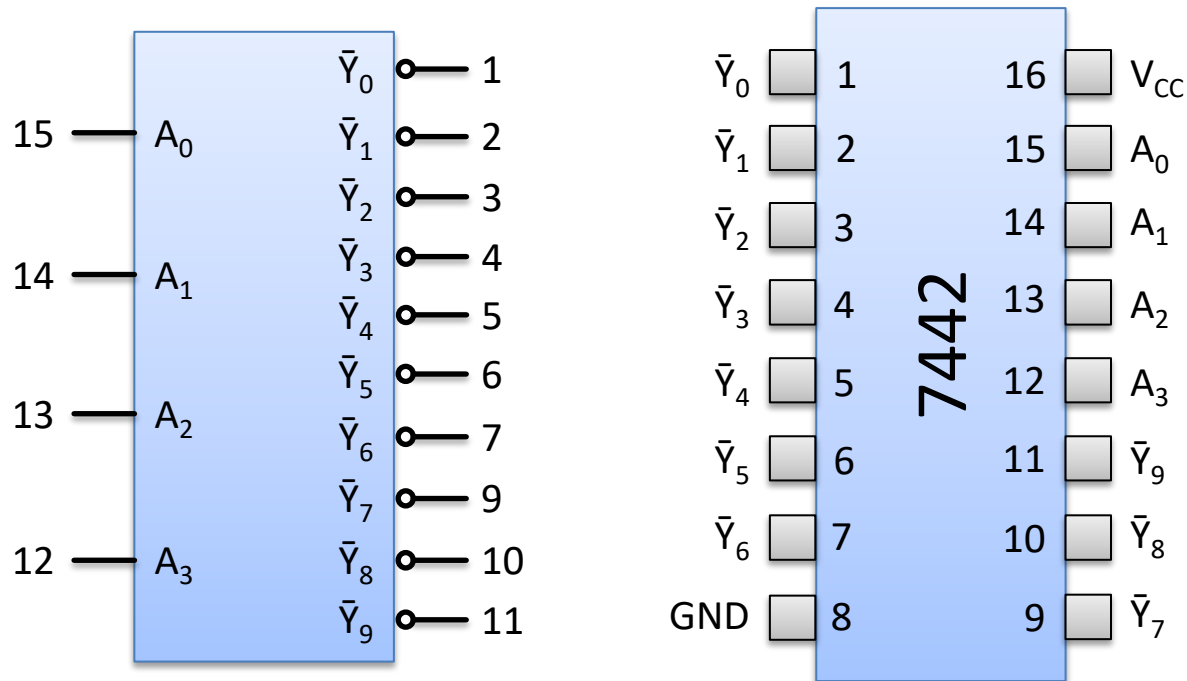 Ȳ₀ 1
15 A₀ Ȳ₁ 2
Ȳ₂ 3
Ȳ₃ 4
14 A₁
Ȳ₄ 5
Ȳ₅ 6
13 A₂
Ȳ₆ 7
Ȳ₇ 9
12 A₃ Ȳ₈ 10
Ȳ₉ 11
Ȳ₀ 1 16 V_CC
Ȳ₁ 2 15 A₀
Ȳ₂ 3 14 A₁
Ȳ₃ 4 13 A₂
7442
Ȳ₄ 5 12 A₃
Ȳ₅ 6 11 Ȳ₉
Ȳ₆ 7 10 Ȳ₈
GND 8 9 Ȳ₇